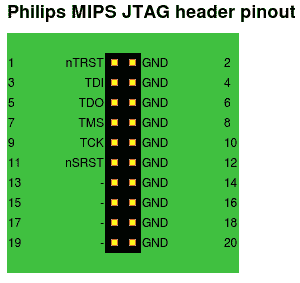 Philips MIPS JTAG header pinout
1 nTRST GND 2
3 TDI GND 4
5 TDO GND 6
7 TMS GND 8
9 TCK GND 10
11 nSRST GND 12
13 - GND 14
15 - GND 16
17 - GND 18
19 - GND 20